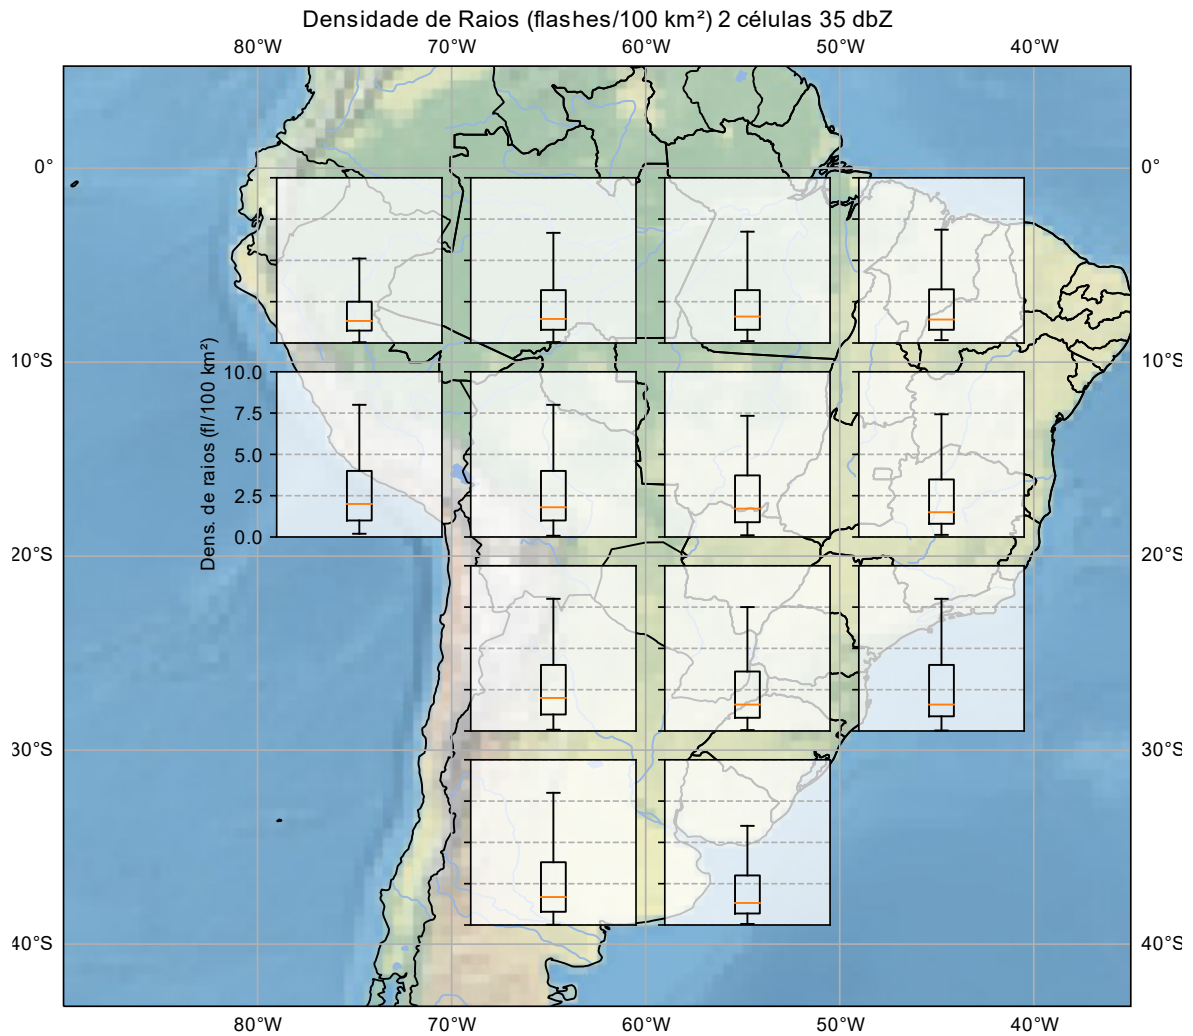 Densidade de Raios (flashes/100 km²) 2 células 35 dbZ
80°W 70°W 60°W 50°W 40°W
0° 0°
10°S 10°S
Dens. de raios (fl/100 km²)
10.0
7.5
5.0
2.5
0.0
20°S 20°S
30°S 30°S
40°S 40°S
80°W 70°W 60°W 50°W 40°W